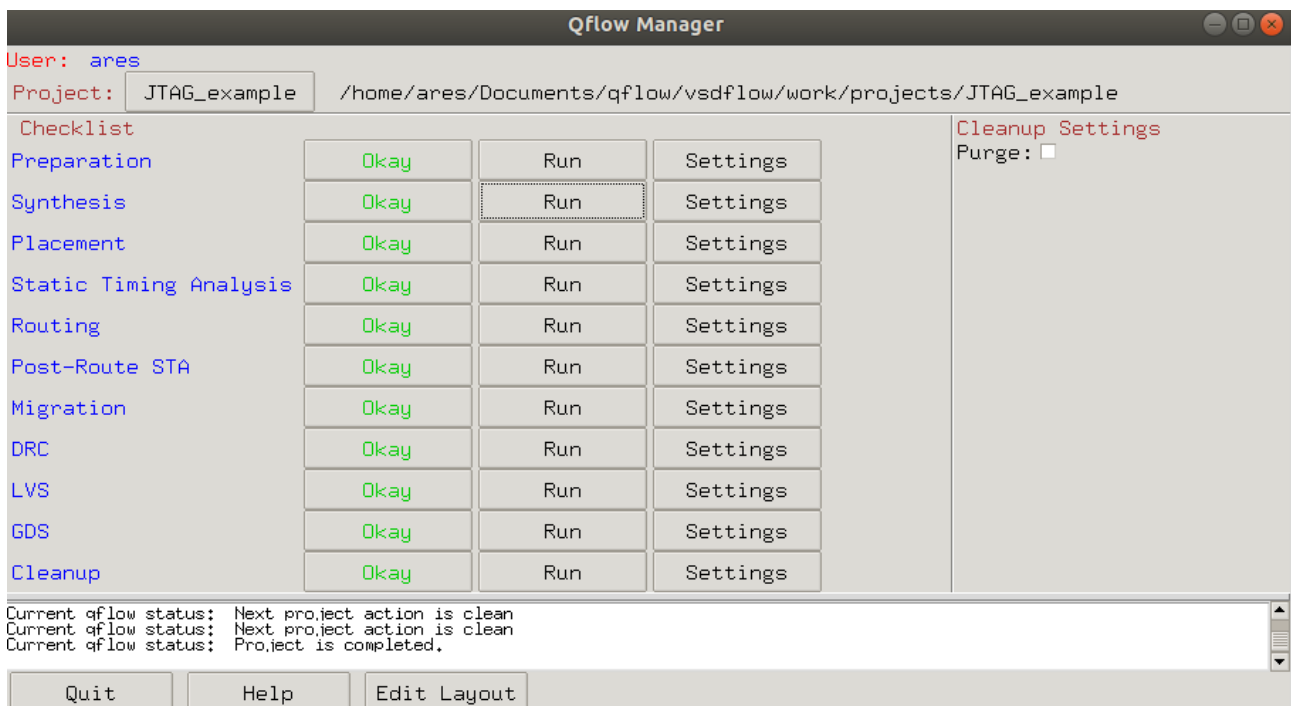 Qflow Manager
User: ares
Project: JTAG_example /home/ares/Documents/qflow/vsdflow/work/projects/JTAG_example
Checklist Cleanup Settings
Purge:
Preparation Okay Run Settings
Synthesis Okay Run Settings
Placement Okay Run Settings
Static Timing Analysis Okay Run Settings
Routing Okay Run Settings
Post-Route STA Okay Run Settings
Migration Okay Run Settings
DRC Okay Run Settings
LVS Okay Run Settings
GDS Okay Run Settings
Cleanup Okay Run Settings
Current qflow status: Next project action is clean
Current qflow status: Next project action is clean
Current qflow status: Project is completed.
Quit Help Edit Layout